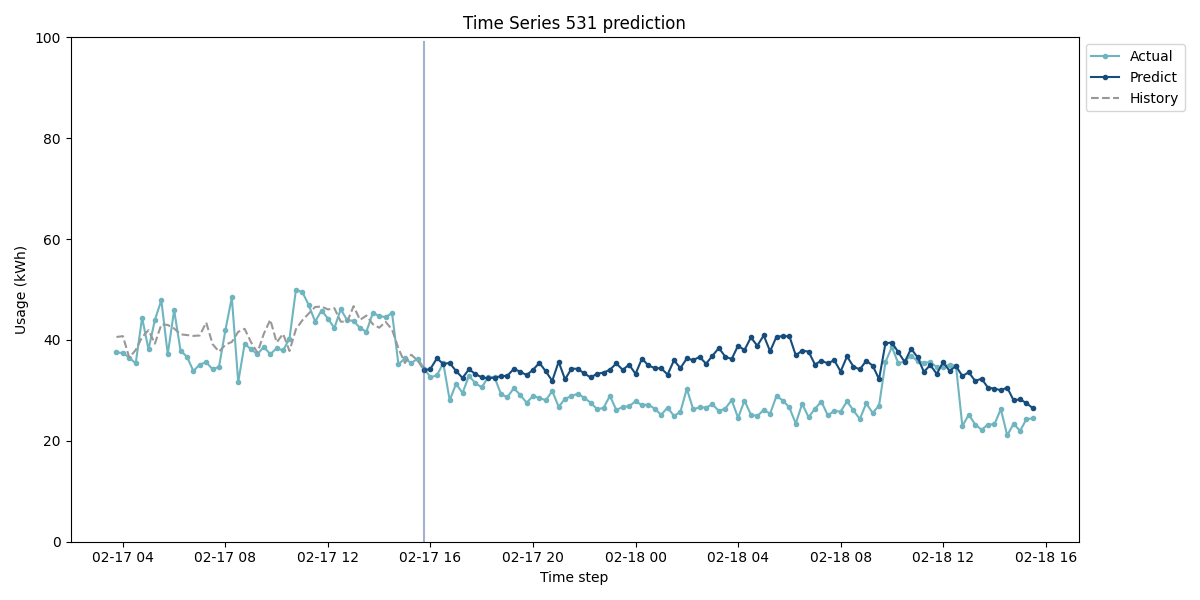 Time Series 531 prediction
100
80
60
40
20
0
Usage (kWh)
02-17 04
02-17 08
02-17 12
02-17 16
02-17 20
02-18 00
02-18 04
02-18 08
02-18 12
02-18 16
Time step
Actual
Predict
History